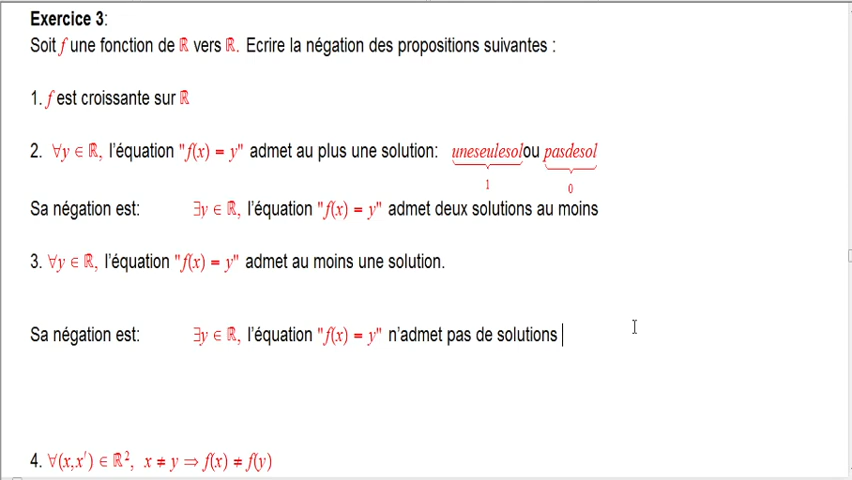 Exercice 3:
Soit f une fonction de ℝ vers ℝ. Ecrire la négation des propositions suivantes :
1. f est croissante sur ℝ
2. ∀y ∈ ℝ, l'équation "f(x) = y" admet au plus une solution: uneseulesol ou pasdesol
1 0
Sa négation est: ∃y ∈ ℝ, l'équation "f(x) = y" admet deux solutions au moins
3. ∀y ∈ ℝ, l'équation "f(x) = y" admet au moins une solution.
Sa négation est: ∃y ∈ ℝ, l'équation "f(x) = y" n'admet pas de solutions
4. ∀(x,x′) ∈ ℝ², x ≠ y ⇒ f(x) ≠ f(y)